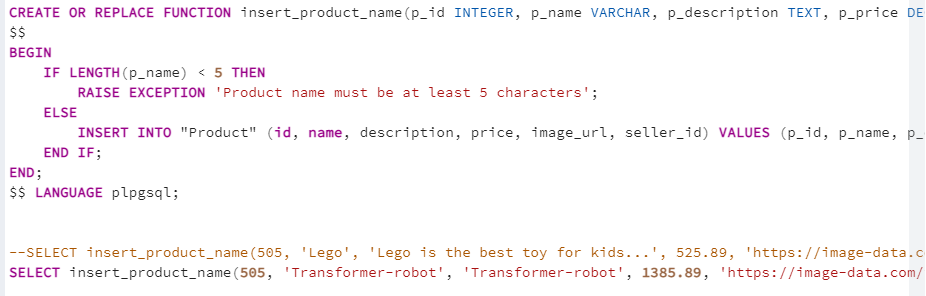 CREATE OR REPLACE FUNCTION insert_product_name(p_id INTEGER, p_name VARCHAR, p_description TEXT, p_price DE
$$
BEGIN
IF LENGTH(p_name) < 5 THEN
RAISE EXCEPTION 'Product name must be at least 5 characters';
ELSE
INSERT INTO "Product" (id, name, description, price, image_url, seller_id) VALUES (p_id, p_name, p_
END IF;
END;
$$ LANGUAGE plpgsql;
--SELECT insert_product_name(505, 'Lego', 'Lego is the best toy for kids...', 525.89, 'https://image-data.c
SELECT insert_product_name(505, 'Transformer-robot', 'Transformer-robot', 1385.89, 'https://image-data.com/